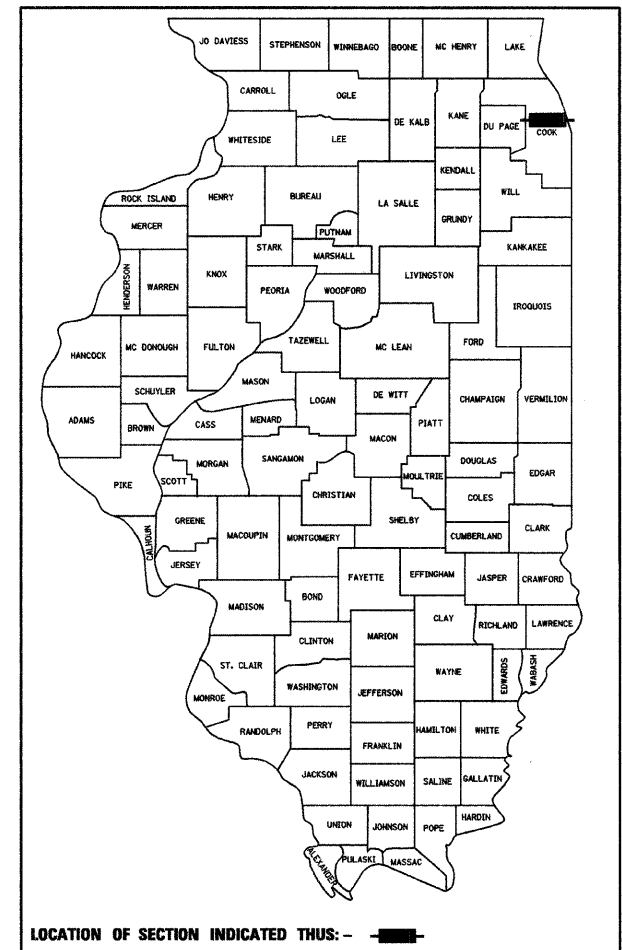 JO DAVIESS STEPHENSON WINNEBAGO BOONE MC HENRY LAKE
CARROLL OGLE DE KALB KANE DU PAGE COOK
WHITESIDE LEE
KENDALL WILL
ROCK ISLAND HENRY BUREAU LA SALLE GRUNDY
MERCER PUTNAM KANKAKEE
STARK MARSHALL
HENDERSON WARREN KNOX PEORIA WOODFORD LIVINGSTON IROQUOIS
HANCOCK MC DONOUGH FULTON TAZEWELL MC LEAN FORD
MASON
SCHUYLER LOGAN DE WITT CHAMPAIGN VERMILION
ADAMS BROWN CASS MENARD MACON PIATT
PIKE SCOTT MORGAN SANGAMON CHRISTIAN MOULTRIE DOUGLAS EDGAR
COLES
CALHOUN GREENE MACOUPIN MONTGOMERY SHELBY CUMBERLAND CLARK
JERSEY FAYETTE EFFINGHAM JASPER CRAWFORD
MADISON BOND
CLAY RICHLAND LAWRENCE
CLINTON MARION
ST. CLAIR WAYNE EDWARDS WABASH
MONROE WASHINGTON JEFFERSON
RANDOLPH PERRY HAMILTON WHITE
FRANKLIN
JACKSON WILLIAMSON SALINE GALLATIN
UNION JOHNSON POPE HARDIN
ALEXANDER PULASKI MASSAC
LOCATION OF SECTION INDICATED THUS: –